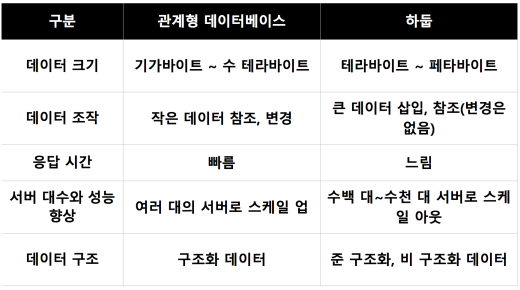 구분 관계형 데이터베이스 하둡
데이터 크기 기가바이트 ~ 수 테라바이트 테라바이트 ~ 페타바이트
데이터 조작 작은 데이터 참조, 변경 큰 데이터 삽입, 참조(변경은
없음)
응답 시간 빠름 느림
서버 대수와 성능
향상 여러 대의 서버로 스케일 업 수백 대~수천 대 서버로 스케
일 아웃
데이터 구조 구조화 데이터 준 구조화, 비 구조화 데이터